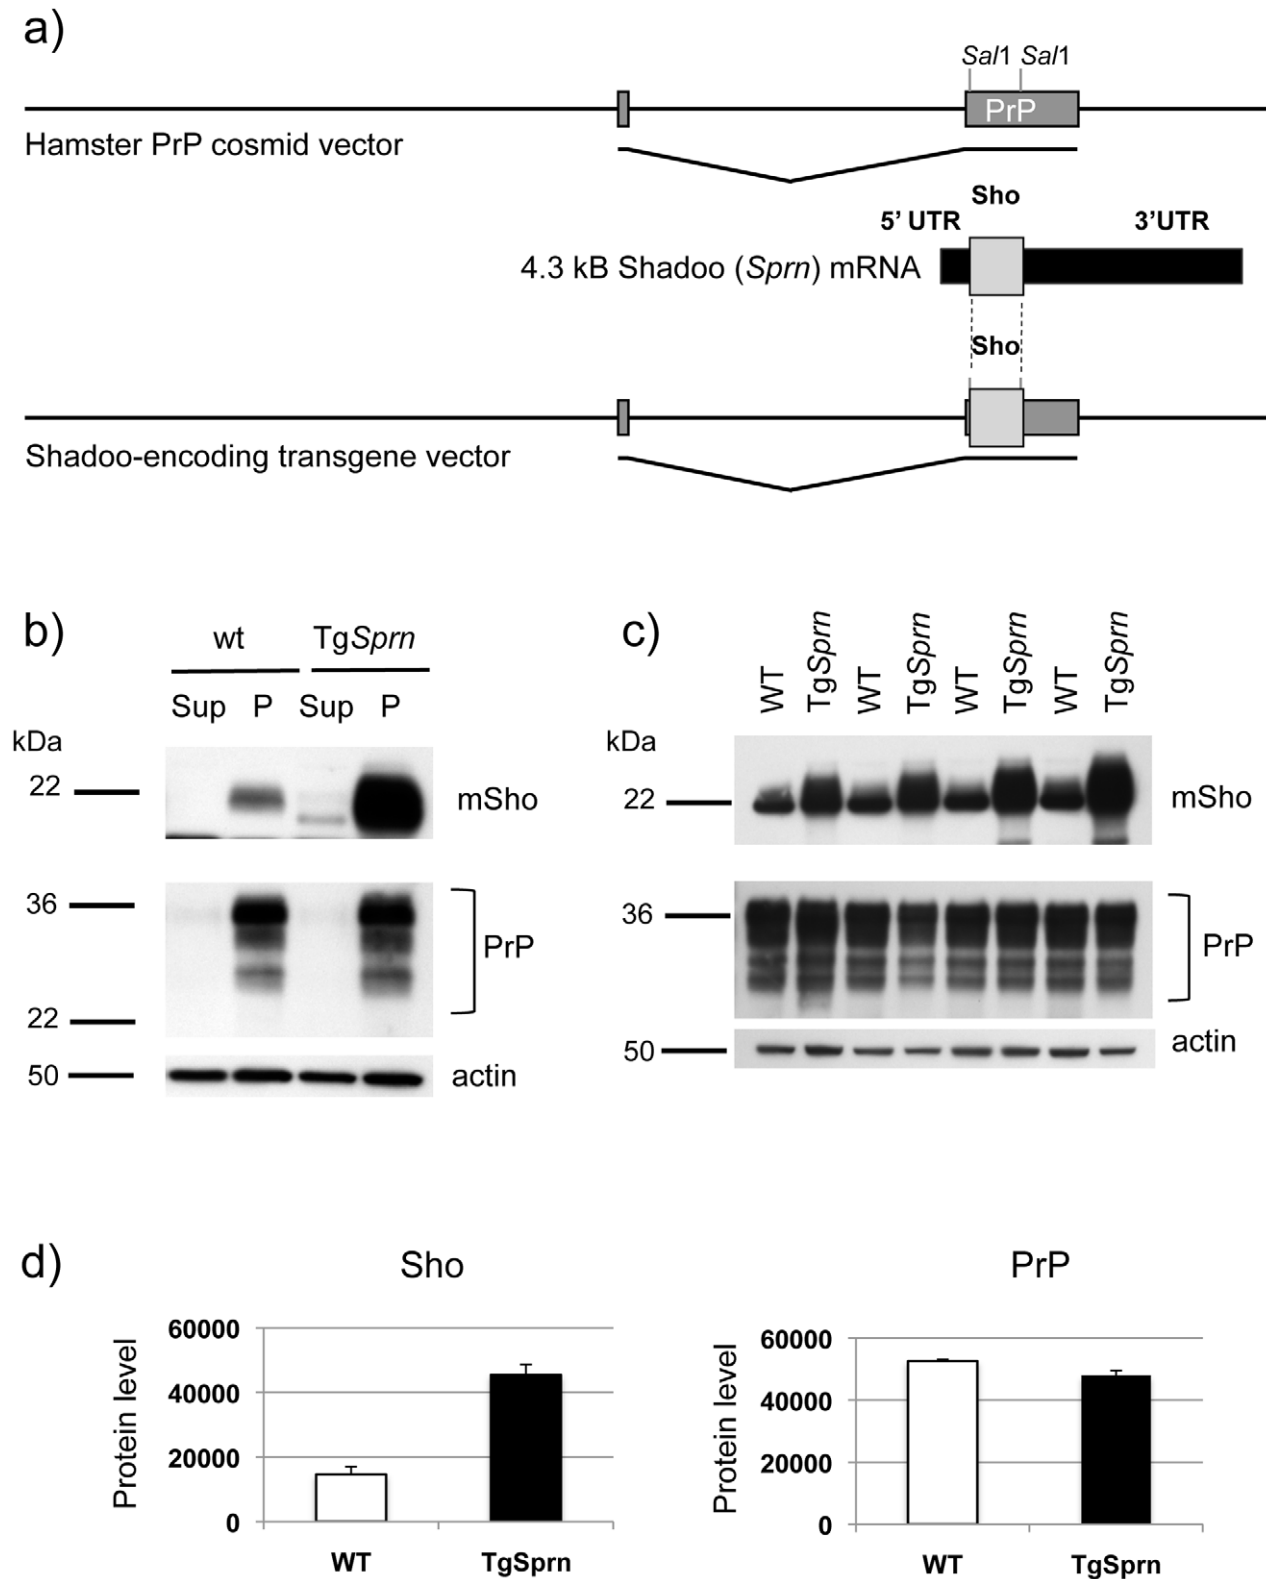 a)
Sal1 Sal1
PrP
Hamster PrP cosmid vector
Sho
5' UTR 3'UTR
4.3 kB Shadoo (Sprn) mRNA
Sho
Shadoo-encoding transgene vector
b)
wt TgSprn
Sup P Sup P
kDa
22 mSho
36
PrP
22
50 actin
c)
WT TgSprn WT TgSprn WT TgSprn WT TgSprn
kDa
22 mSho
36
PrP
50 actin
d)
Sho
Protein level
60000
40000
20000
0
WT TgSprn
PrP
Protein level
60000
40000
20000
0
WT TgSprn